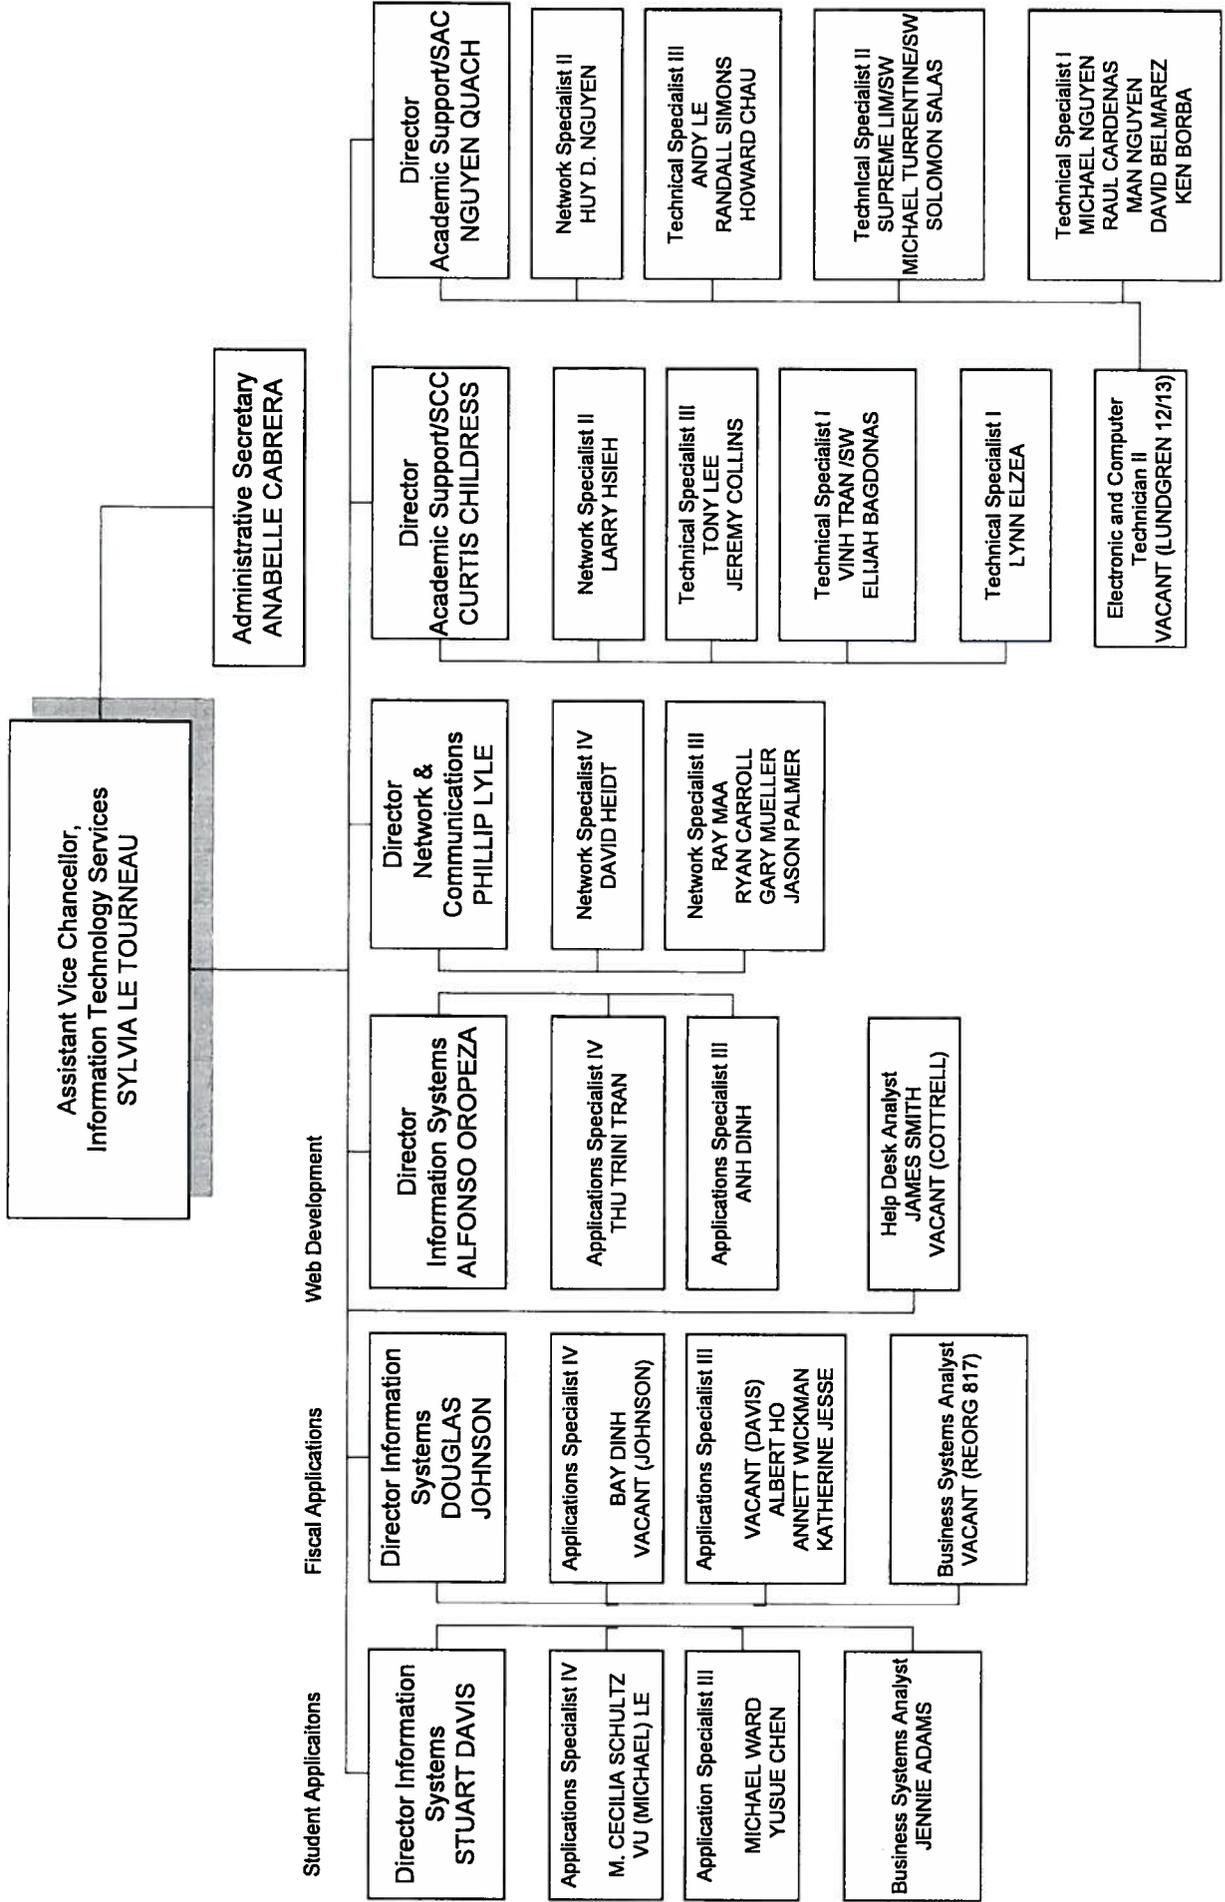 Assistant Vice Chancellor,
Information Technology Services
SYLVIA LE TOURNEAU
Administrative Secretary
ANABELLE CABRERA
Student Applicaitons
Director Information
Systems
STUART DAVIS
Applications Specialist IV
M. CECILIA SCHULTZ
VU (MICHAEL) LE
Application Specialist III
MICHAEL WARD
YUSUE CHEN
Business Systems Analyst
JENNIE ADAMS
Fiscal Applications
Director Information
Systems
DOUGLAS
JOHNSON
Applications Specialist IV
BAY DINH
VACANT (JOHNSON)
Applications Specialist III
VACANT (DAVIS)
ALBERT HO
ANNETT WICKMAN
KATHERINE JESSE
Business Systems Analyst
VACANT (REORG 817)
Web Development
Director
Information Systems
ALFONSO OROPEZA
Applications Specialist IV
THU TRINI TRAN
Applications Specialist III
ANH DINH
Help Desk Analyst
JAMES SMITH
VACANT (COTTRELL)
Director
Network &
Communications
PHILLIP LYLE
Network Specialist IV
DAVID HEIDT
Network Specialist III
RAY MAA
RYAN CARROLL
GARY MUELLER
JASON PALMER
Director
Academic Support/SCC
CURTIS CHILDRESS
Network Specialist II
LARRY HSIEH
Technical Specialist III
TONY LEE
JEREMY COLLINS
Technical Specialist I
VINH TRAN /SW
ELIJAH BAGDONAS
Technical Specialist I
LYNN ELZEA
Electronic and Computer
Technician II
VACANT (LUNDGREN 12/13)
Director
Academic Support/SAC
NGUYEN QUACH
Network Specialist II
HUY D. NGUYEN
Technical Specialist III
ANDY LE
RANDALL SIMONS
HOWARD CHAU
Technical Specialist II
SUPREME LIM/SW
MICHAEL TURRENTINE/SW
SOLOMON SALAS
Technical Specialist I
MICHAEL NGUYEN
RAUL CARDENAS
MAN NGUYEN
DAVID BELMAREZ
KEN BORBA